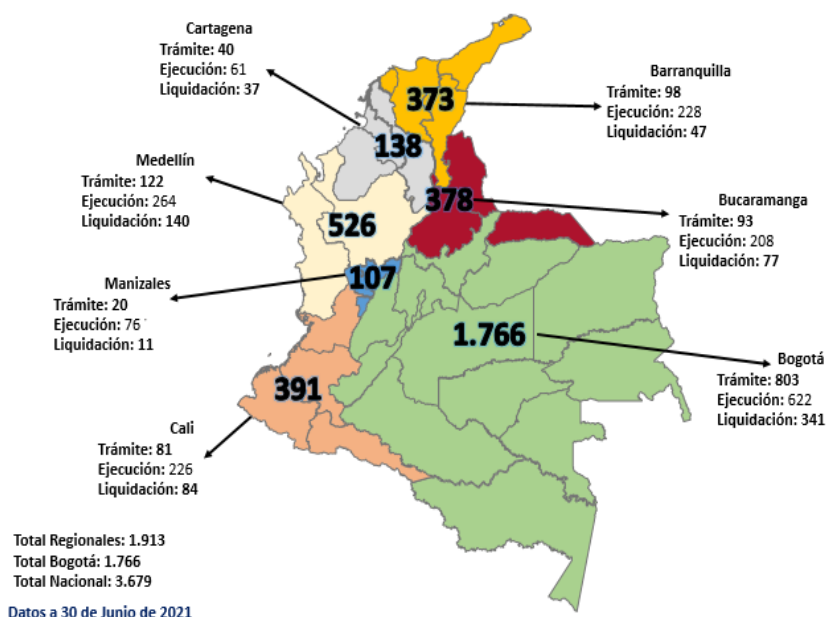 Cartagena
Trámite: 40
Ejecución: 61
Liquidación: 37
Barranquilla
Trámite: 98
Ejecución: 228
Liquidación: 47
373
138
Medellín
Trámite: 122
Ejecución: 264
Liquidación: 140
378
Bucaramanga
Trámite: 93
Ejecución: 208
Liquidación: 77
526
Manizales
Trámite: 20
Ejecución: 76
Liquidación: 11
107
1.766
Bogotá
Trámite: 803
Ejecución: 622
Liquidación: 341
391
Cali
Trámite: 81
Ejecución: 226
Liquidación: 84
Total Regionales: 1.913
Total Bogotá: 1.766
Total Nacional: 3.679
Datos a 30 de Junio de 2021